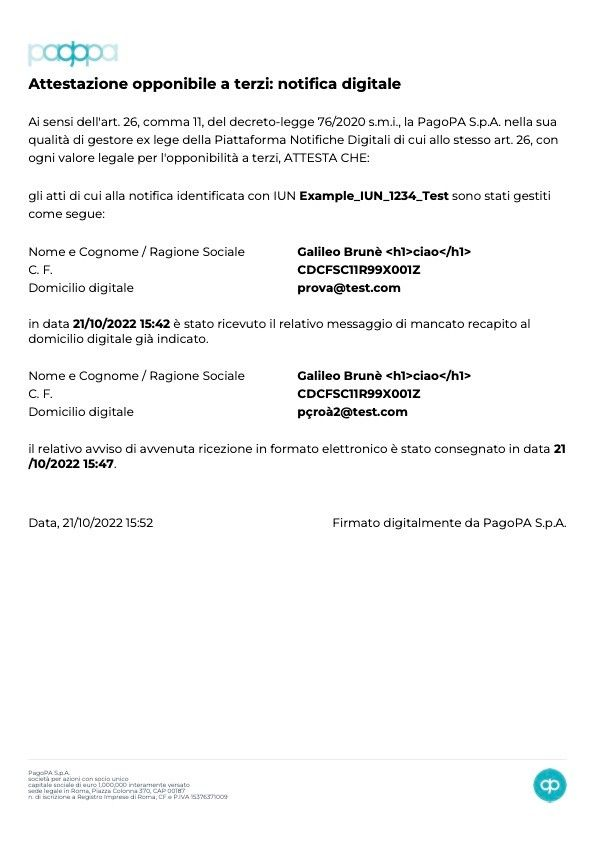 pagopa
Attestazione opponibile a terzi: notifica digitale
Ai sensi dell'art. 26, comma 11, del decreto-legge 76/2020 s.m.i., la PagoPA S.p.A. nella sua
qualità di gestore ex lege della Piattaforma Notifiche Digitali di cui allo stesso art. 26, con
ogni valore legale per l'opponibilità a terzi, ATTESTA CHE:
gli atti di cui alla notifica identificata con IUN Example_IUN_1234_Test sono stati gestiti
come segue:
Nome e Cognome / Ragione Sociale Galileo Brunè <h1>ciao</h1>
C. F. CDCFSC11R99X001Z
Domicilio digitale prova@test.com
in data 21/10/2022 15:42 è stato ricevuto il relativo messaggio di mancato recapito al
domicilio digitale già indicato.
Nome e Cognome / Ragione Sociale Galileo Brunè <h1>ciao</h1>
C. F. CDCFSC11R99X001Z
Domicilio digitale pçroà2@test.com
il relativo avviso di avvenuta ricezione in formato elettronico è stato consegnato in data 21
/10/2022 15:47.
Data, 21/10/2022 15:52 Firmato digitalmente da PagoPA S.p.A.
PagoPA S.p.A.
società per azioni con socio unico
capitale sociale di euro 1,000,000 interamente versato
sede legale in Roma, Piazza Colonna 370, CAP 00187
n. di iscrizione a Registro Imprese di Roma, CF e P.IVA 15376371009